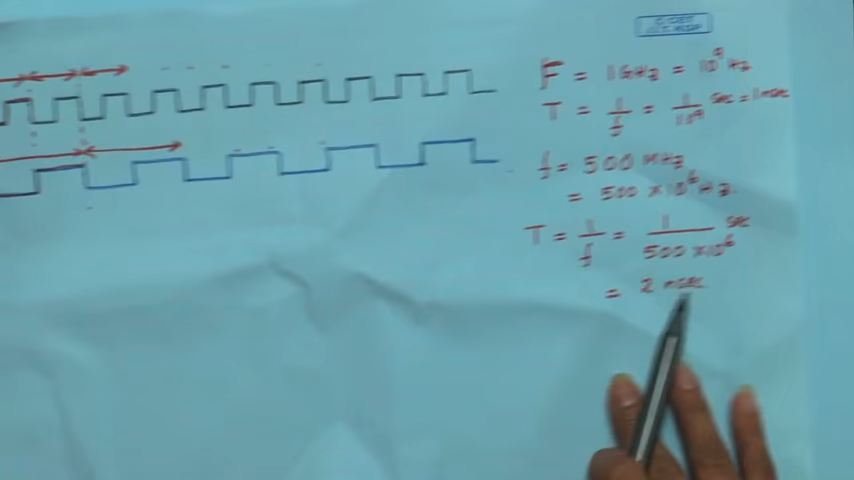 F = 1GHz = 10⁹ Hz
T = 1/f = 1/10⁹ sec = 1nsec
f = 500 MHz
= 500 × 10⁶ Hz
T = 1/f = 1/500 × 10⁶ sec
= 2 nsec